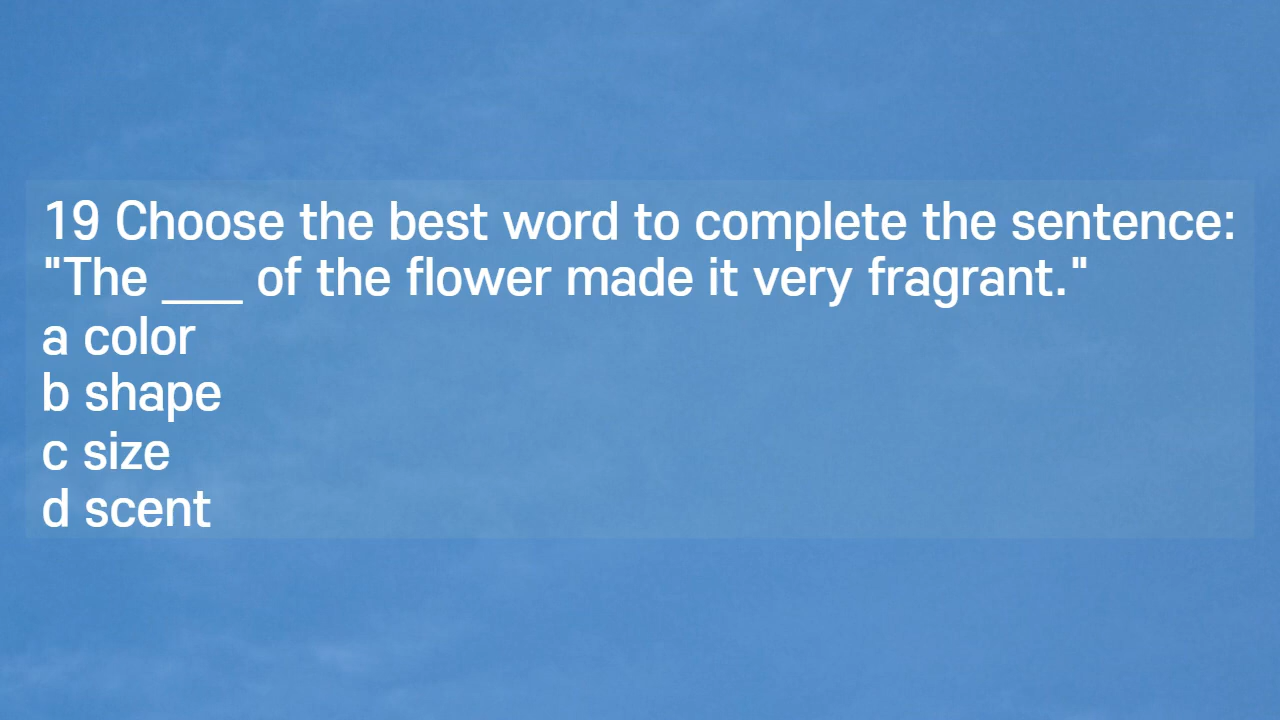 19 Choose the best word to complete the sentence:
"The ___ of the flower made it very fragrant."
a color
b shape
c size
d scent